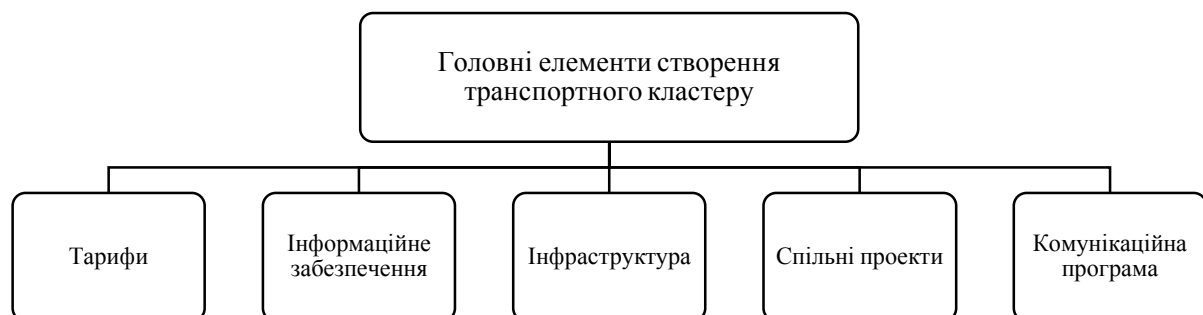 Головні елементи створення
транспортного кластеру
Тарифи
Інформаційне
забезпечення
Інфраструктура
Спільні проекти
Комунікаційна
програма